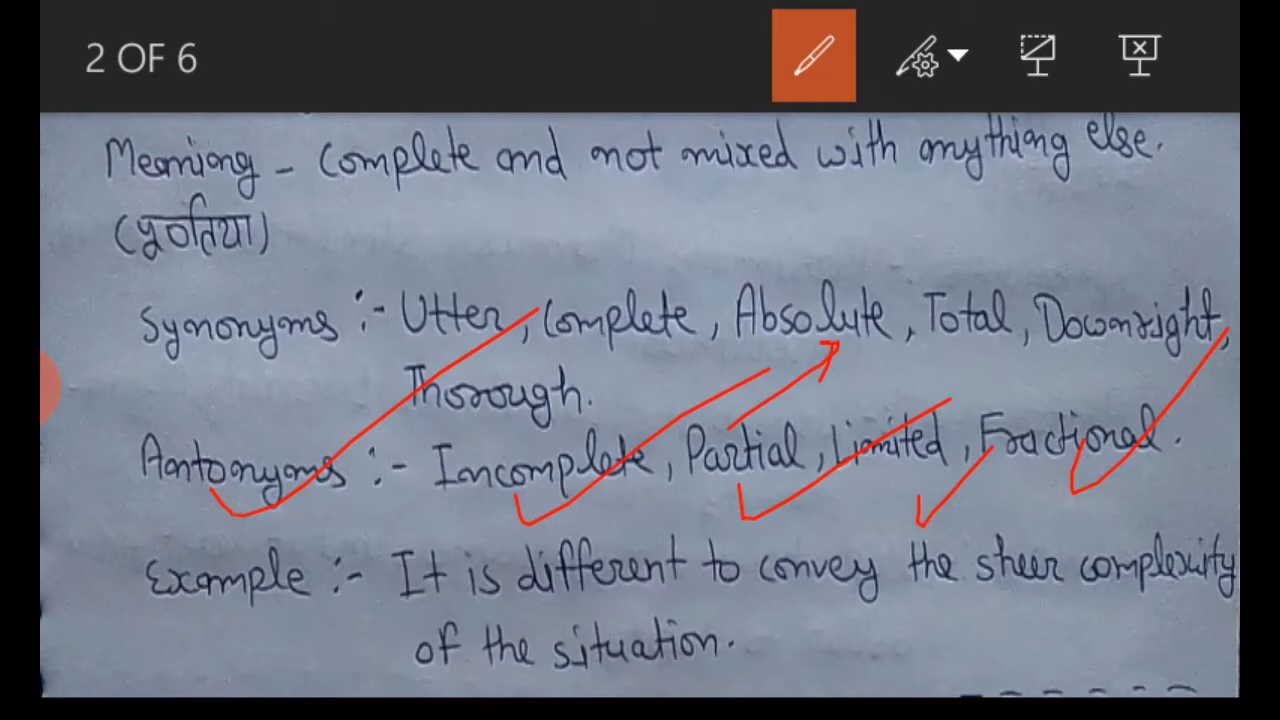 2 OF 6
Meaning - Complete and not mixed with anything else.
(पूर्णतया)
Synonyms :- Utter, Complete, Absolute, Total, Downright,
Thorough.
Antonyms :- Incomplete, Partial, Limited, Fractional.
Example :- It is different to convey the sheer complexity
of the situation.